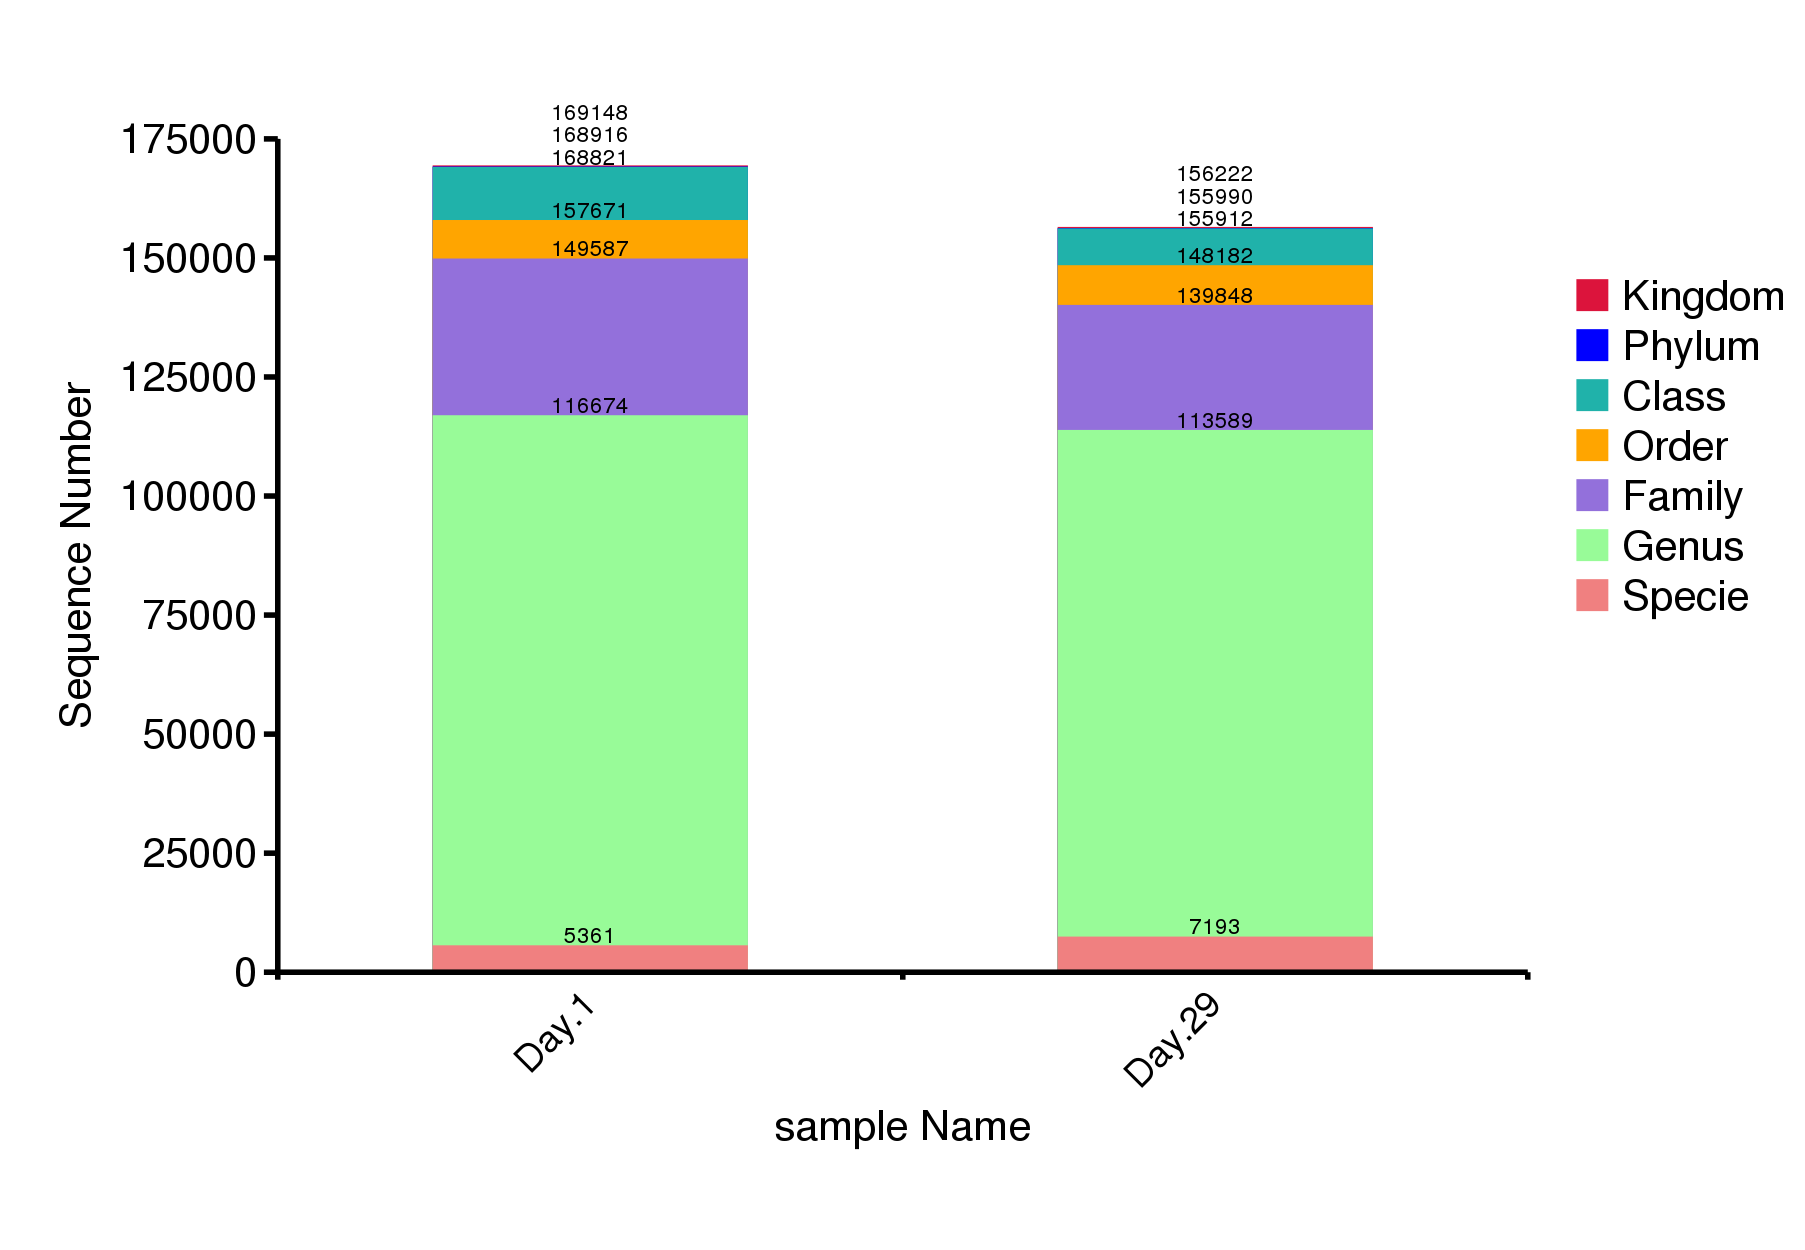 169148
168916
168821
157671
149587
116674
5361
156222
155990
155912
148182
139848
113589
7193
175000
150000
125000
100000
75000
50000
25000
0
Sequence Number
Day.1
Day.29
sample Name
Kingdom
Phylum
Class
Order
Family
Genus
Specie